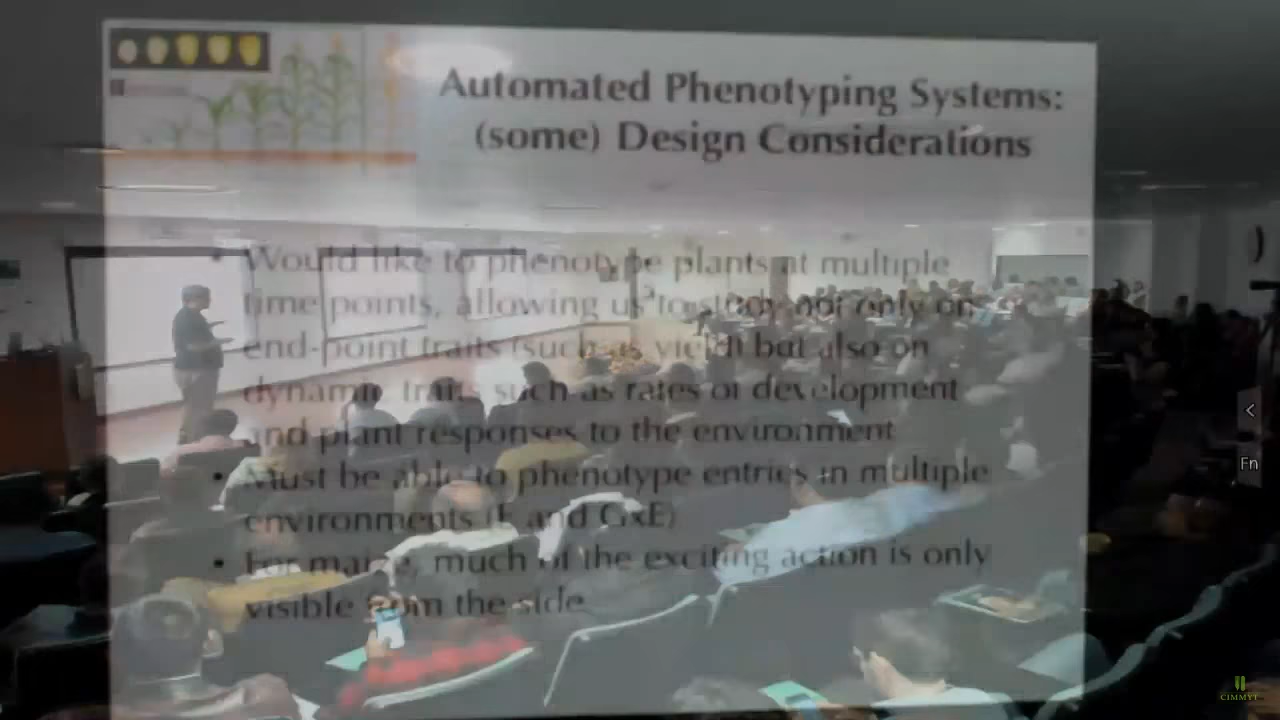 Automated Phenotyping Systems:
(some) Design Considerations
• Would like to phenotype plants at multiple
time points, allowing us to study not only on
end-point traits (such as yield) but also on
dynamic traits such as rates of development
and plant responses to the environment
• Must be able to phenotype entries in multiple
environments (E and GxE)
• For maize, much of the exciting action is only
visible from the side
Fn
CIMMYT